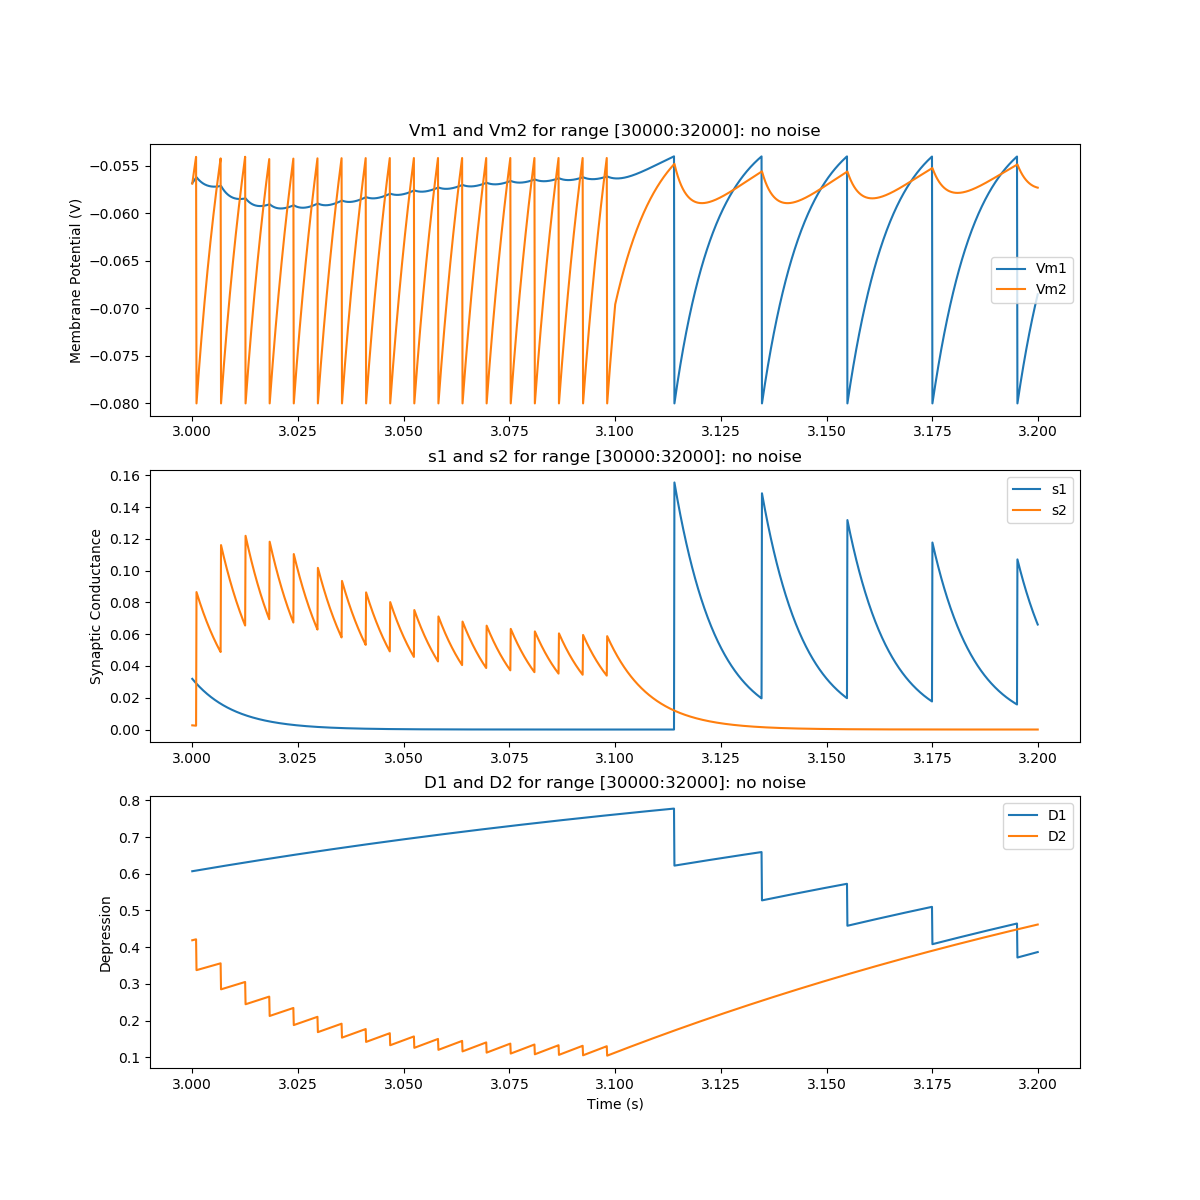 Vm1 and Vm2 for range [30000:32000]: no noise
Membrane Potential (V)
−0.055
−0.060
−0.065
−0.070
−0.075
−0.080
Vm1
Vm2
3.000 3.025 3.050 3.075 3.100 3.125 3.150 3.175 3.200
s1 and s2 for range [30000:32000]: no noise
Synaptic Conductance
0.16
0.14
0.12
0.10
0.08
0.06
0.04
0.02
0.00
s1
s2
3.000 3.025 3.050 3.075 3.100 3.125 3.150 3.175 3.200
D1 and D2 for range [30000:32000]: no noise
Depression
0.8
0.7
0.6
0.5
0.4
0.3
0.2
0.1
D1
D2
3.000 3.025 3.050 3.075 3.100 3.125 3.150 3.175 3.200
Time (s)